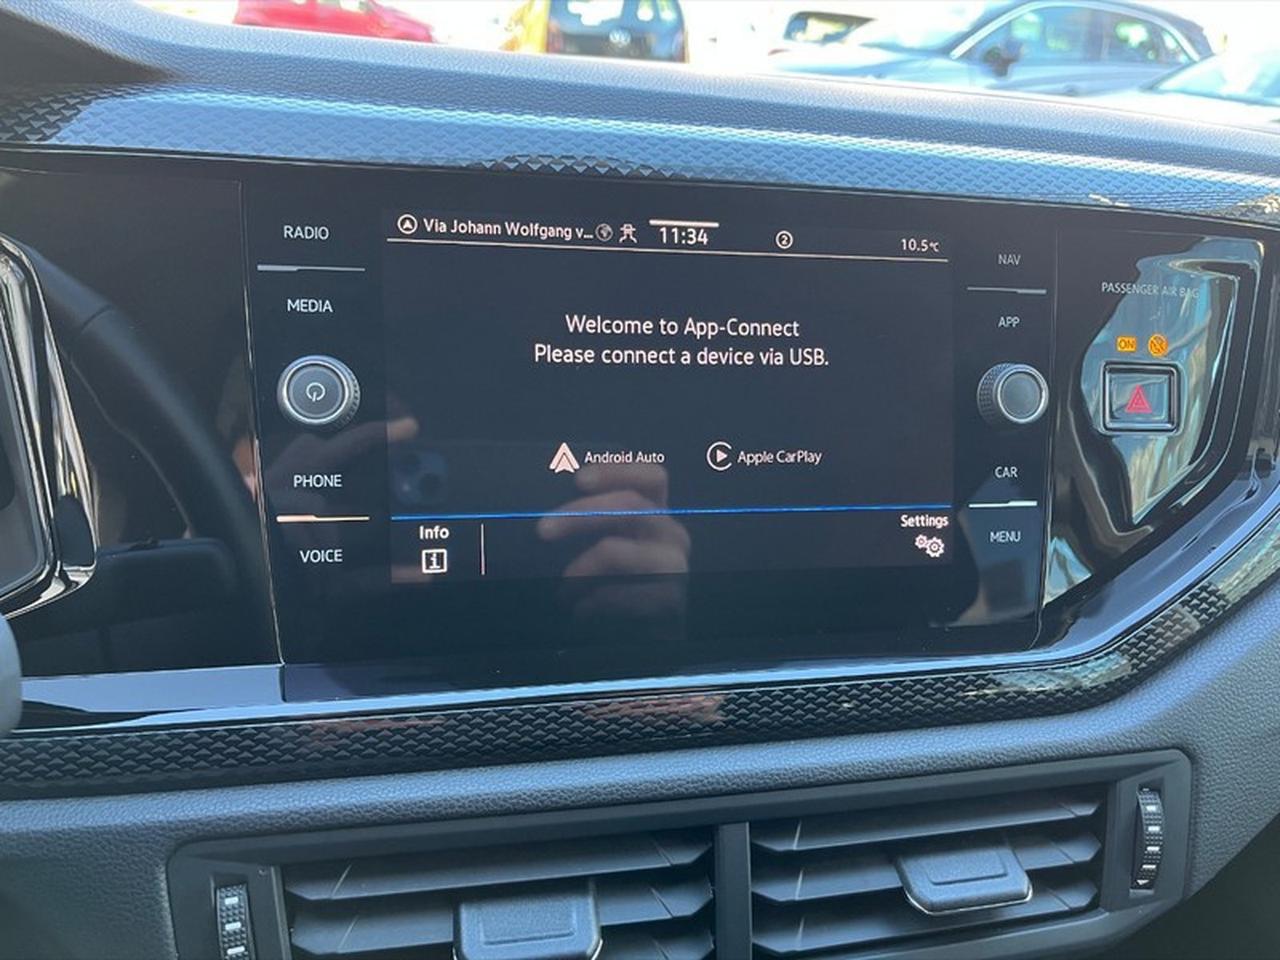 RADIO
MEDIA
PHONE
VOICE
Via Johann Wolfgang v...
11:34
2
10.5°C
Welcome to App-Connect
Please connect a device via USB.
Android Auto
Apple CarPlay
Info
i
Settings
NAV
APP
CAR
MENU
PASSENGER AIR BAG
ON